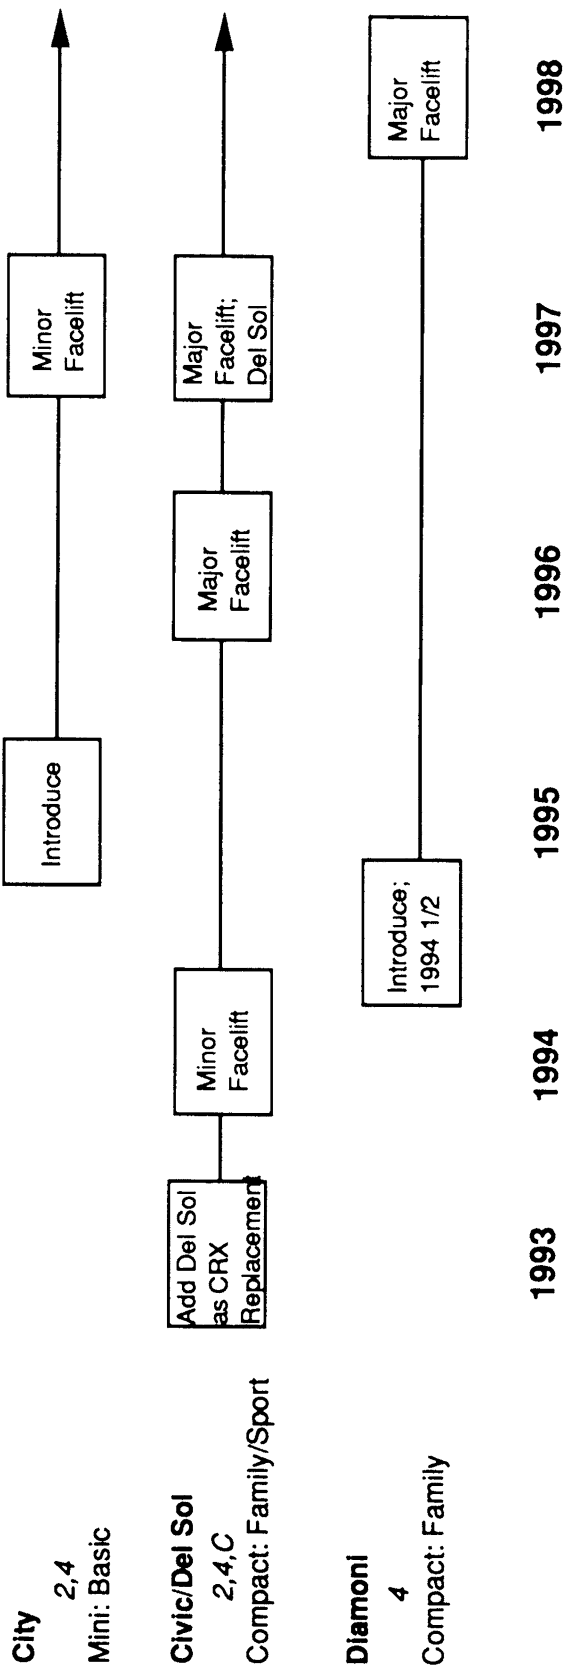 City
2,4
Mini: Basic
Introduce
Minor
Facelift
Civic/Del Sol
2,4,C
Compact: Family/Sport
Add Del Sol
as CRX
Replacement
Minor
Facelift
Major
Facelift
Major
Facelift;
Del Sol
Diamoni
4
Compact: Family
Introduce;
1994 1/2
Major
Facelift
1993
1994
1995
1996
1997
1998